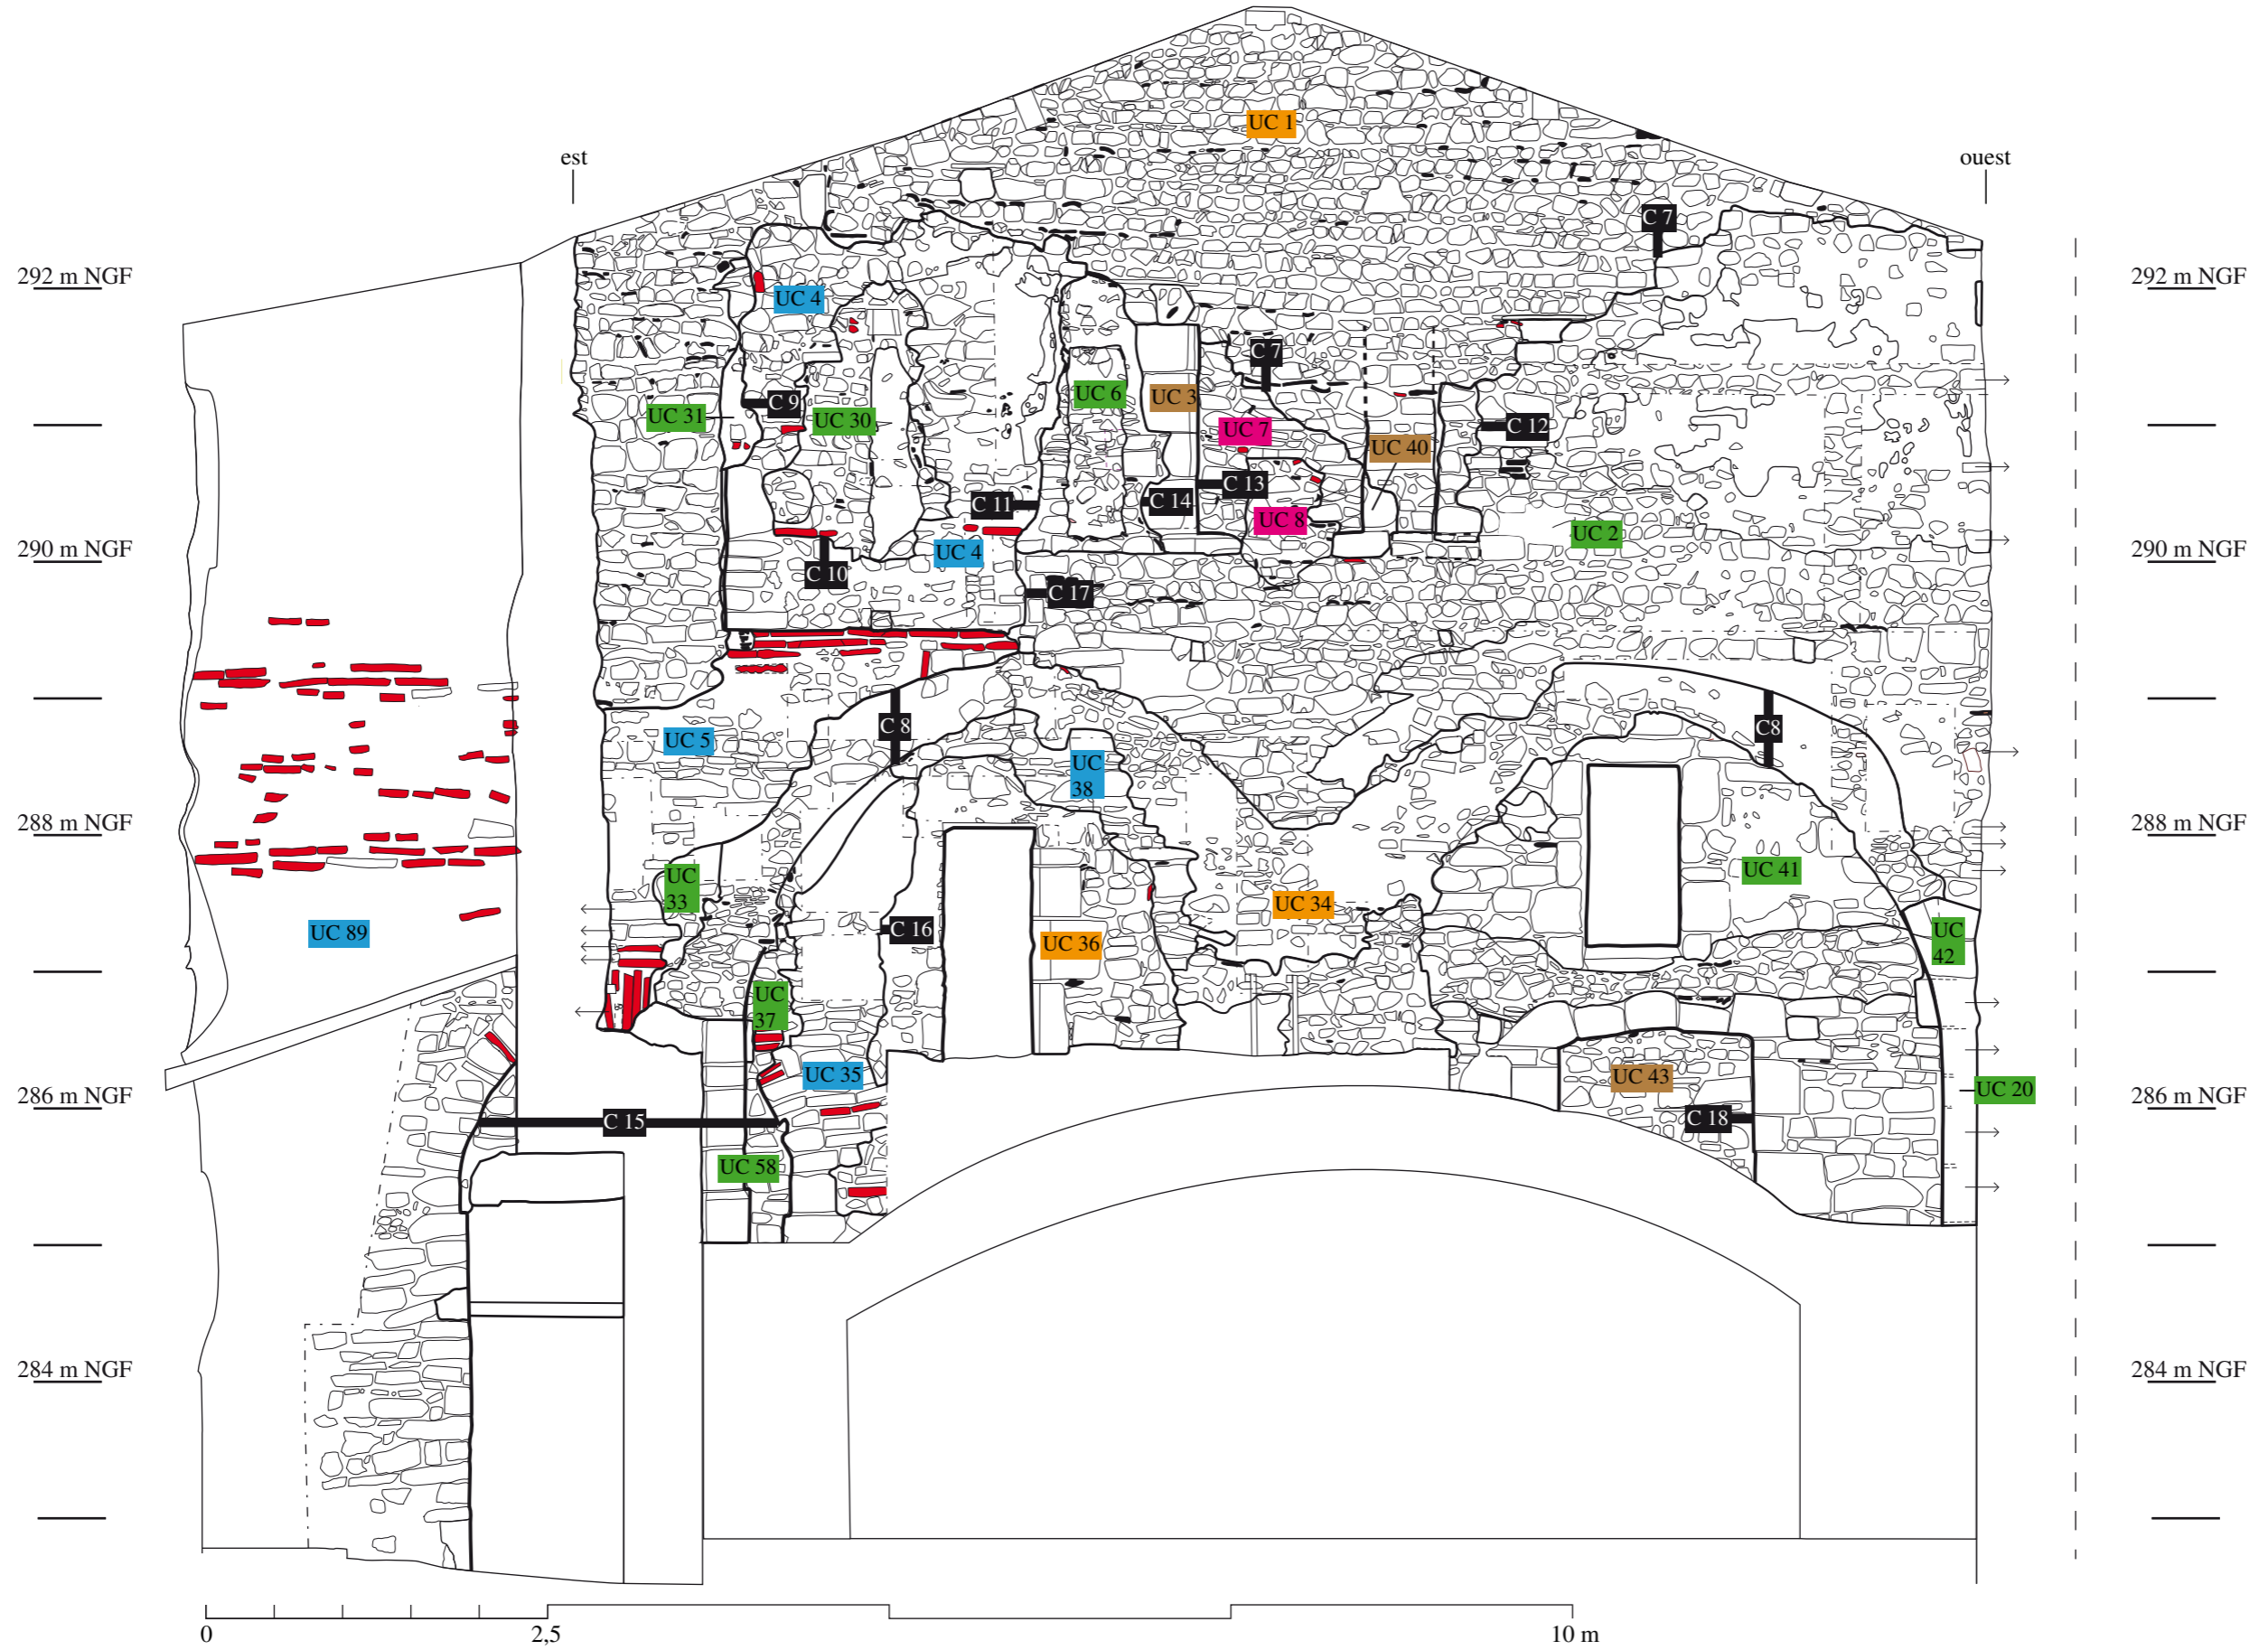 UC 1
est
ouest
C 7
292 m NGF
292 m NGF
UC 4
C 7
UC 6
UC 3
C 9
UC 31
UC 30
UC 7
C 12
UC 40
C 13
C 14
C 11
UC 8
UC 2
290 m NGF
UC 4
290 m NGF
C 10
C 17
C 8
C8
UC 5
UC
38
288 m NGF
288 m NGF
UC 41
UC
33
UC 34
UC 89
C 16
UC 36
UC
42
UC
37
UC 35
UC 43
UC 20
286 m NGF
286 m NGF
C 15
C 18
UC 58
284 m NGF
284 m NGF
0
2,5
10 m